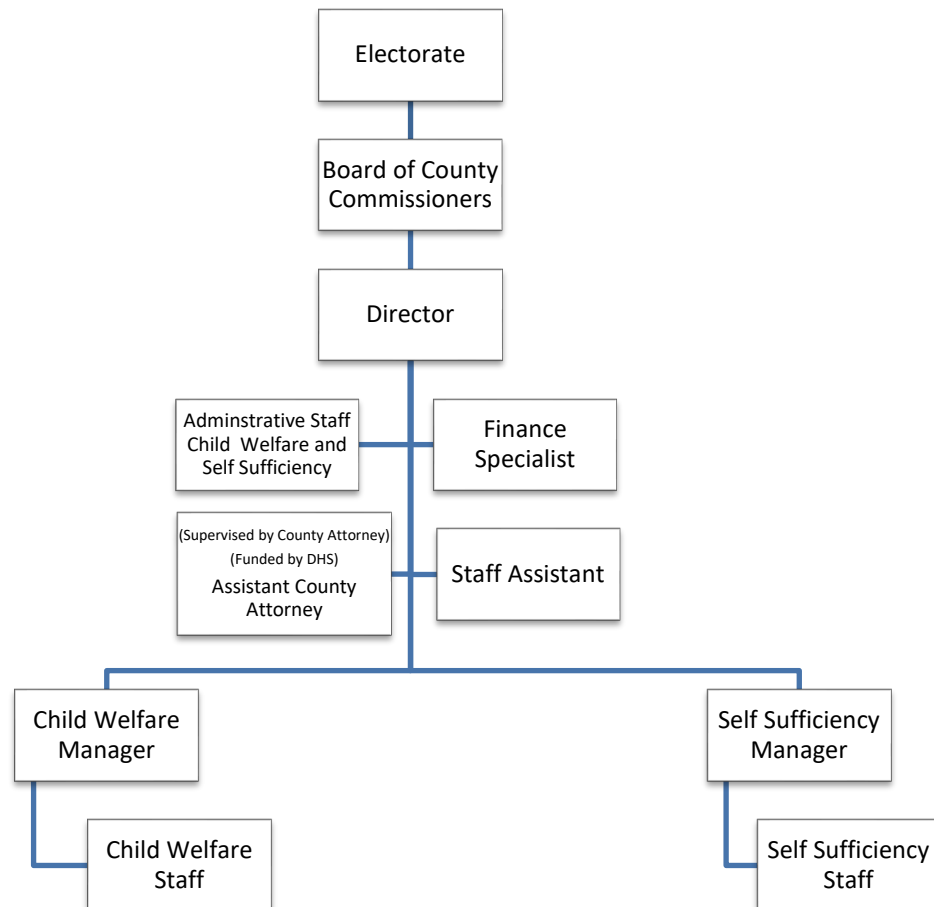 Electorate
Board of County
Commissioners
Director
Adminstrative Staff
Child Welfare and
Self Sufficiency
Finance
Specialist
(Supervised by County Attorney)
(Funded by DHS)
Assistant County
Attorney
Staff Assistant
Child Welfare
Manager
Self Sufficiency
Manager
Child Welfare
Staff
Self Sufficiency
Staff